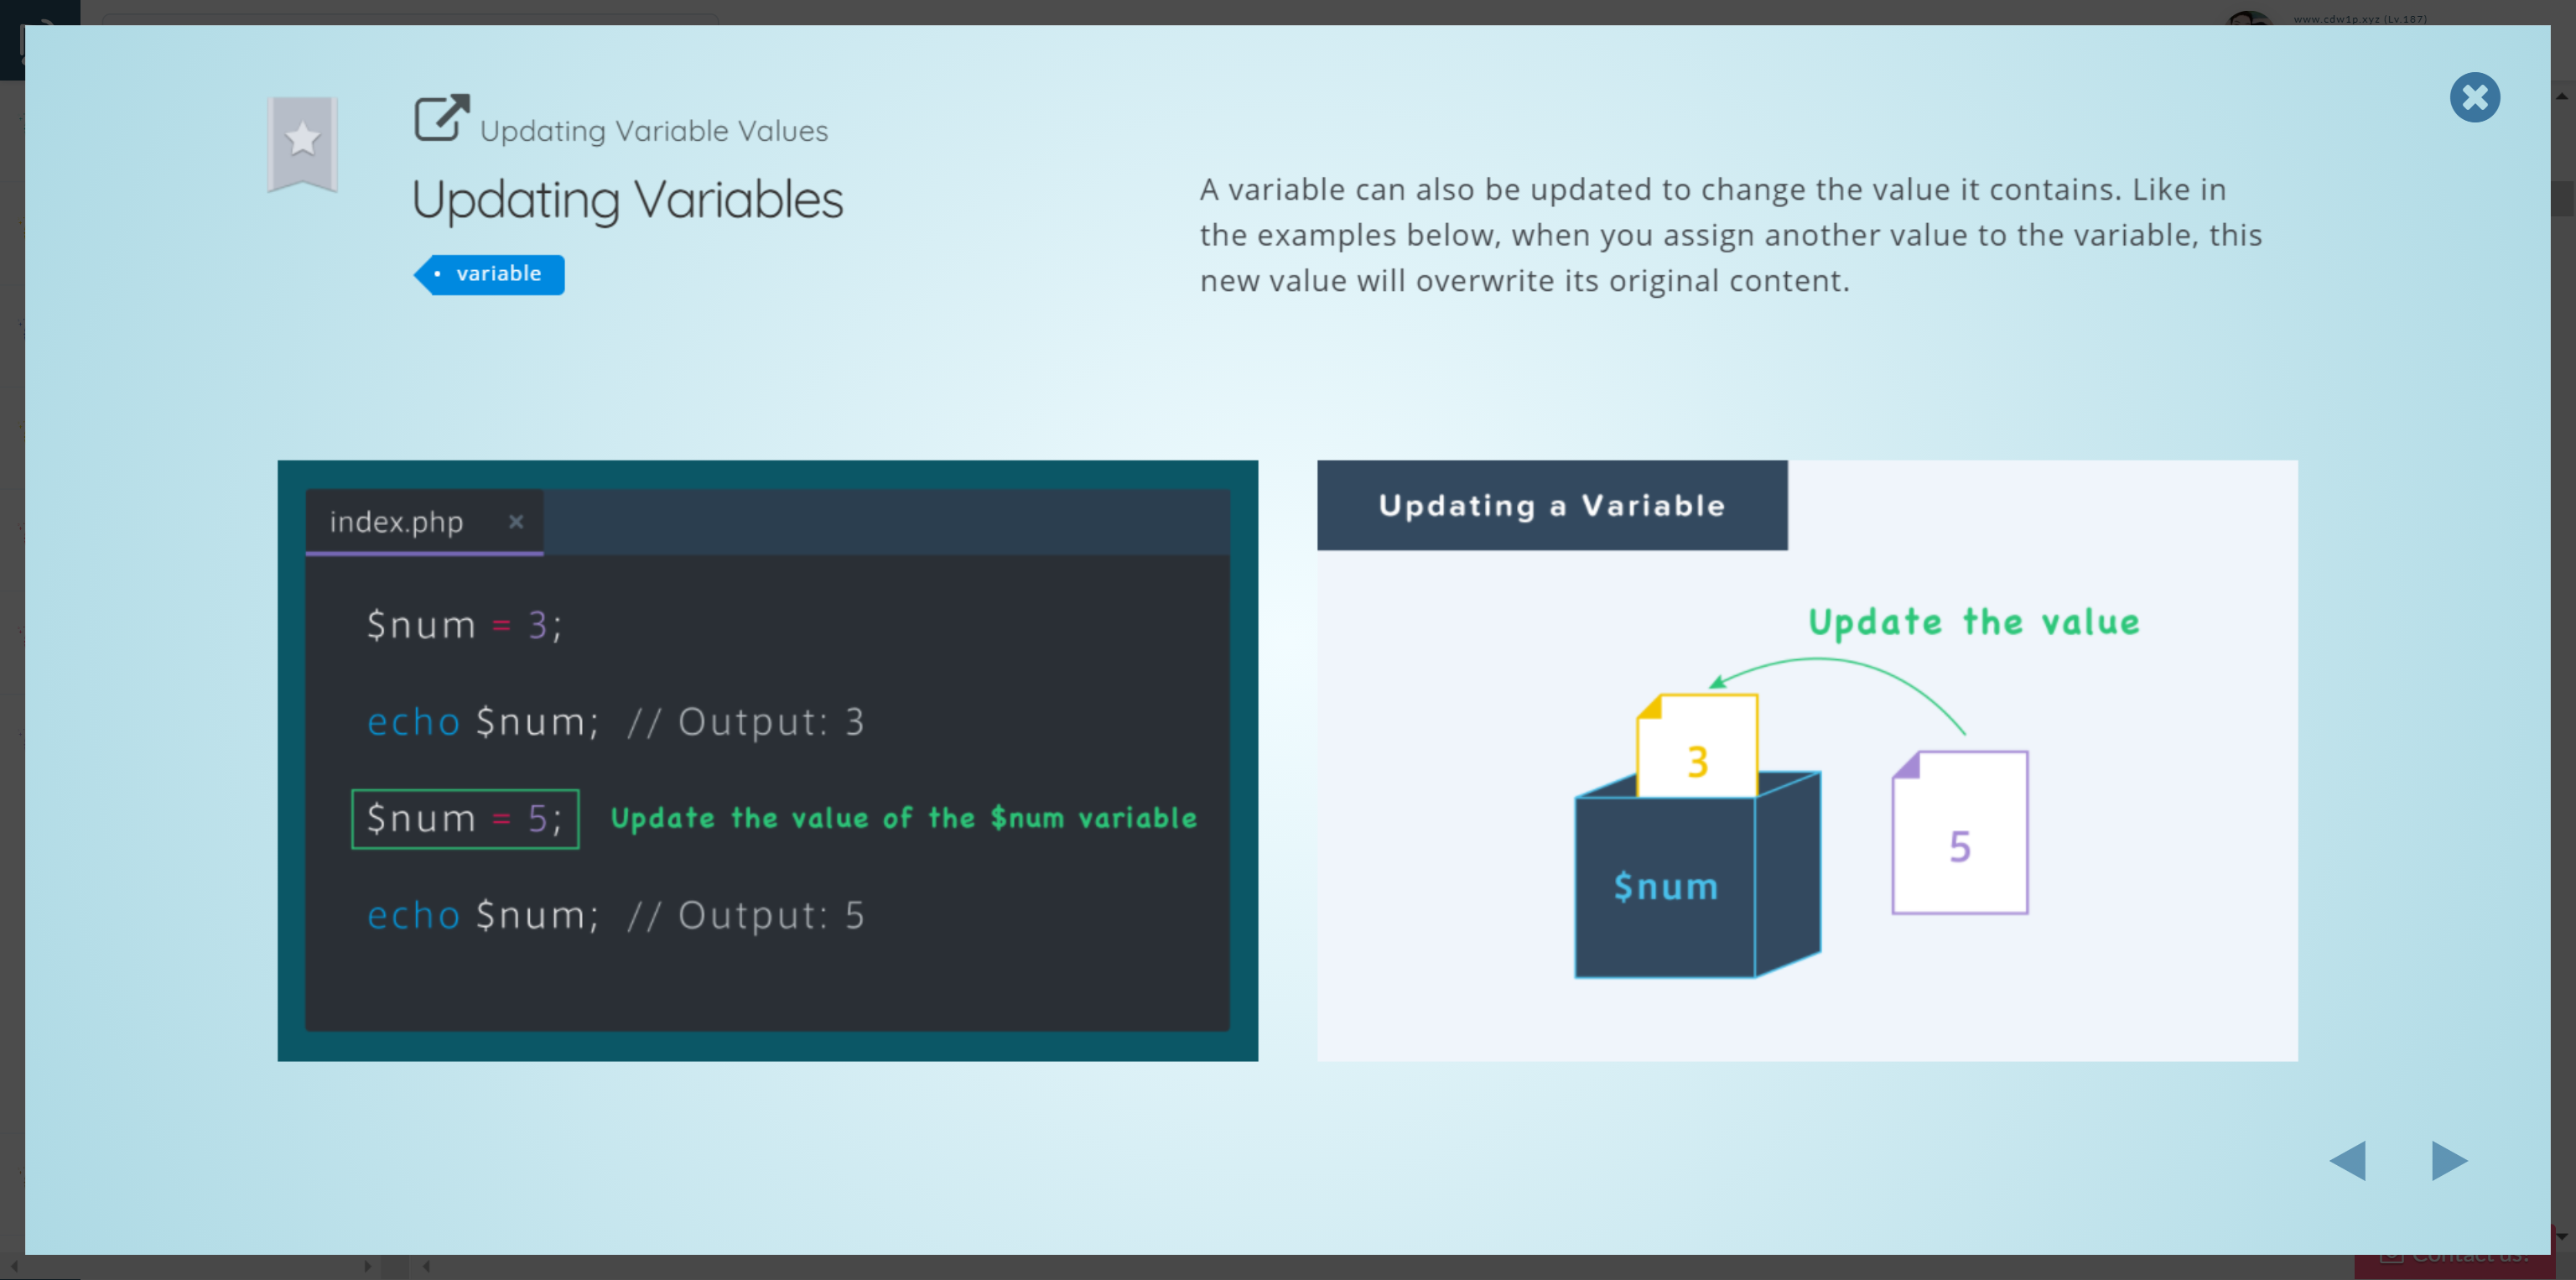 www.cdw1p.xyz (Lv.187)
Updating Variable Values
Updating Variables
variable
A variable can also be updated to change the value it contains. Like in
the examples below, when you assign another value to the variable, this
new value will overwrite its original content.
index.php
$num = 3;
echo $num; // Output: 3
$num = 5; Update the value of the $num variable
echo $num; // Output: 5
Updating a Variable
Update the value
3
5
$num
Contact us!